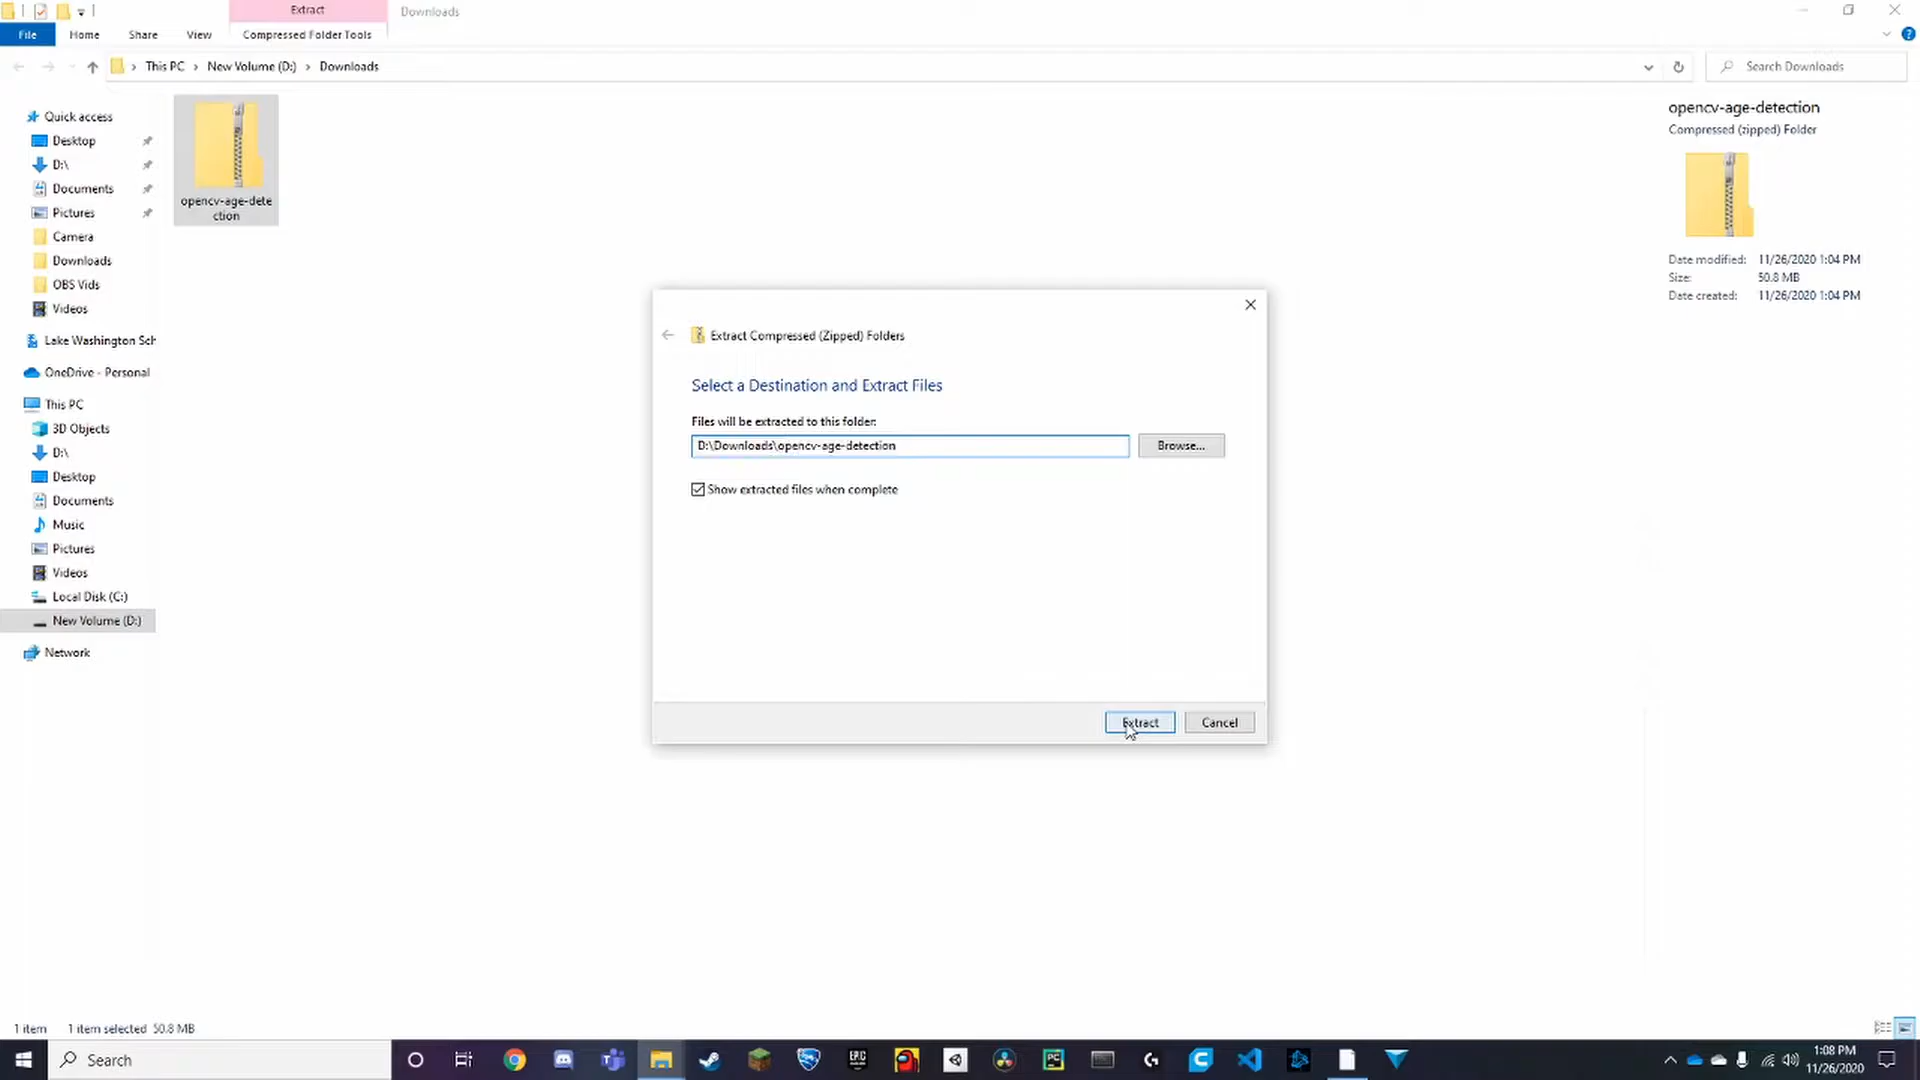 Extract
Downloads
File
Home
Share
View
Compressed Folder Tools
This PC
New Volume (D:)
Downloads
Search Downloads
Quick access
Desktop
D:\
Documents
Pictures
Camera
Downloads
OBS Vids
Videos
Lake Washington Sch
OneDrive - Personal
This PC
3D Objects
D:\
Desktop
Documents
Music
Pictures
Videos
Local Disk (C:)
New Volume (D:)
Network
opencv-age-dete
ction
Extract Compressed (Zipped) Folders
Select a Destination and Extract Files
Files will be extracted to this folder:
D:\Downloads\opencv-age-detection
Browse...
Show extracted files when complete
Extract
Cancel
opencv-age-detection
Compressed (zipped) Folder
Date modified: 11/26/2020 1:04 PM
Size: 50.8 MB
Date created: 11/26/2020 1:04 PM
1 item 1 item selected 50.8 MB
Search
EPIC
1:08 PM
11/26/2020